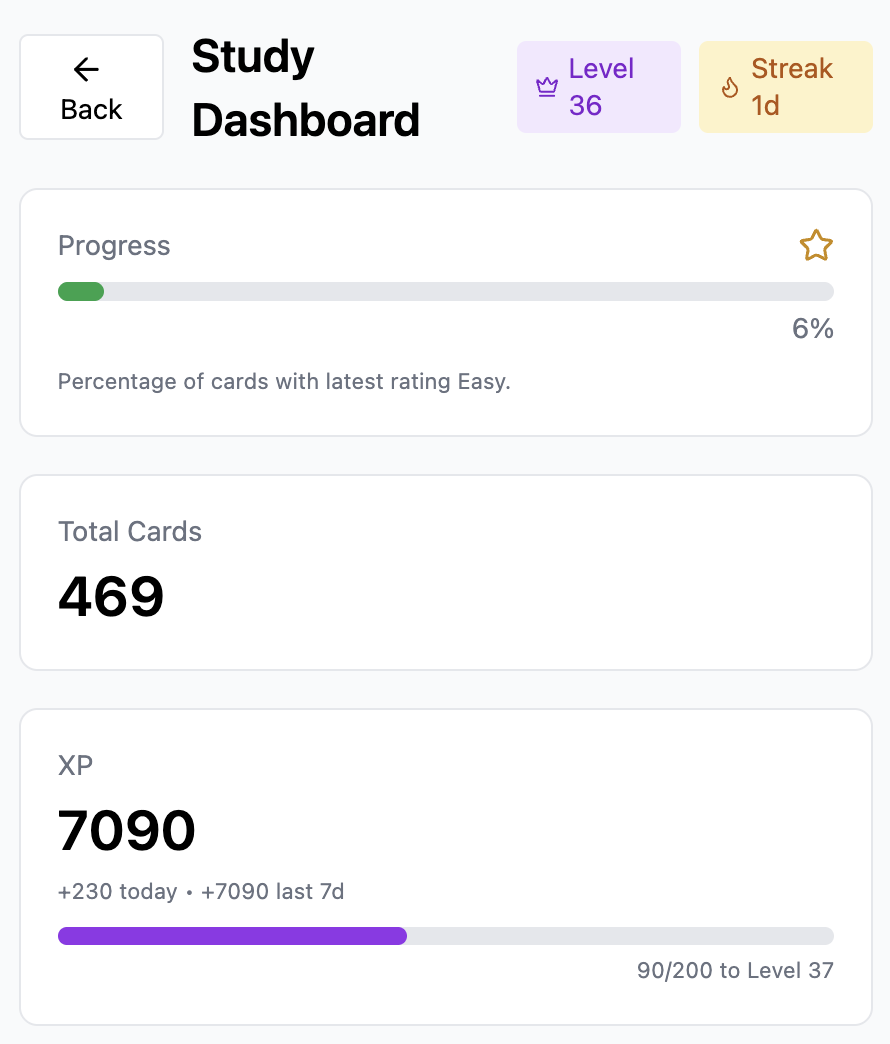 Back
Study
Dashboard
Level
36
Streak
1d
Progress
6%
Percentage of cards with latest rating Easy.
Total Cards
469
XP
7090
+230 today • +7090 last 7d
90/200 to Level 37